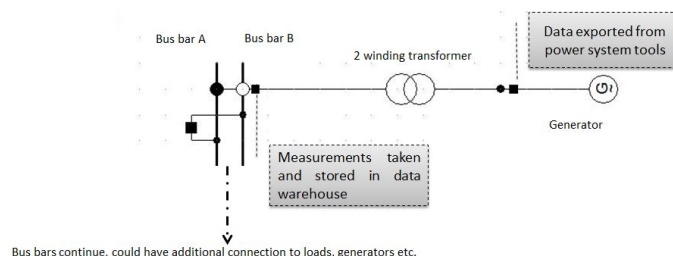 Data exported from
power system tools
Bus bar A
Bus bar B
2 winding transformer
G~
Generator
Measurements taken
and stored in data
warehouse
Bus bars continue, could have additional connection to loads, generators etc.